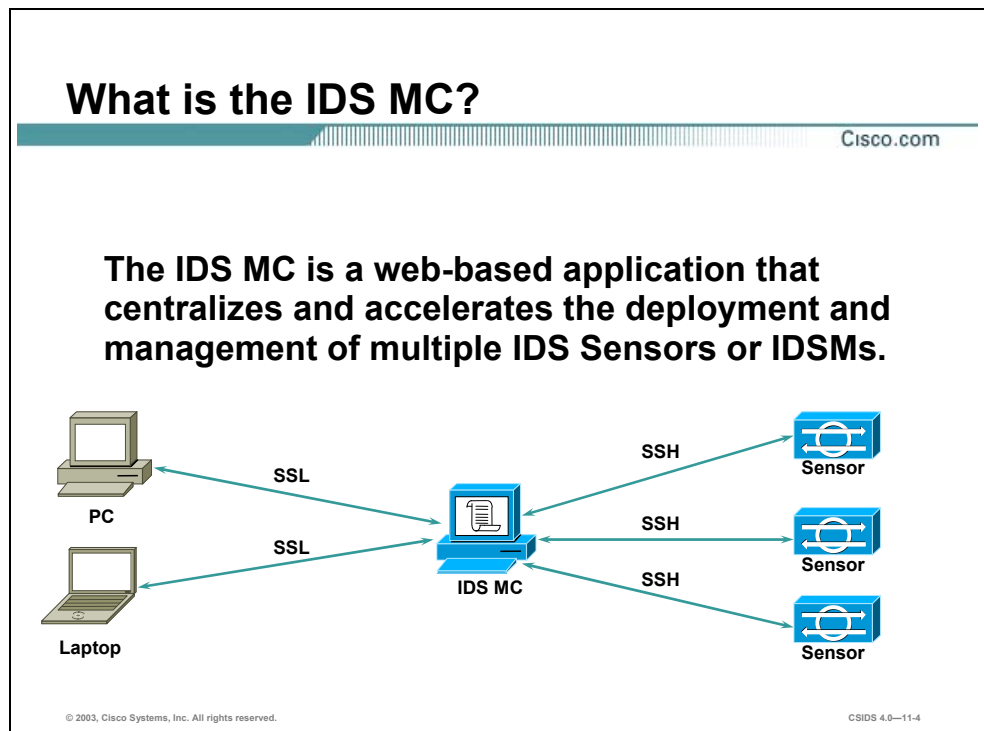 What is the IDS MC?
Cisco.com
The IDS MC is a web-based application that
centralizes and accelerates the deployment and
management of multiple IDS Sensors or IDSMs.
PC
SSL
Laptop
SSL
IDS MC
SSH
Sensor
SSH
Sensor
SSH
Sensor
© 2003, Cisco Systems, Inc. All rights reserved.
CSIDS 4.0—11-4